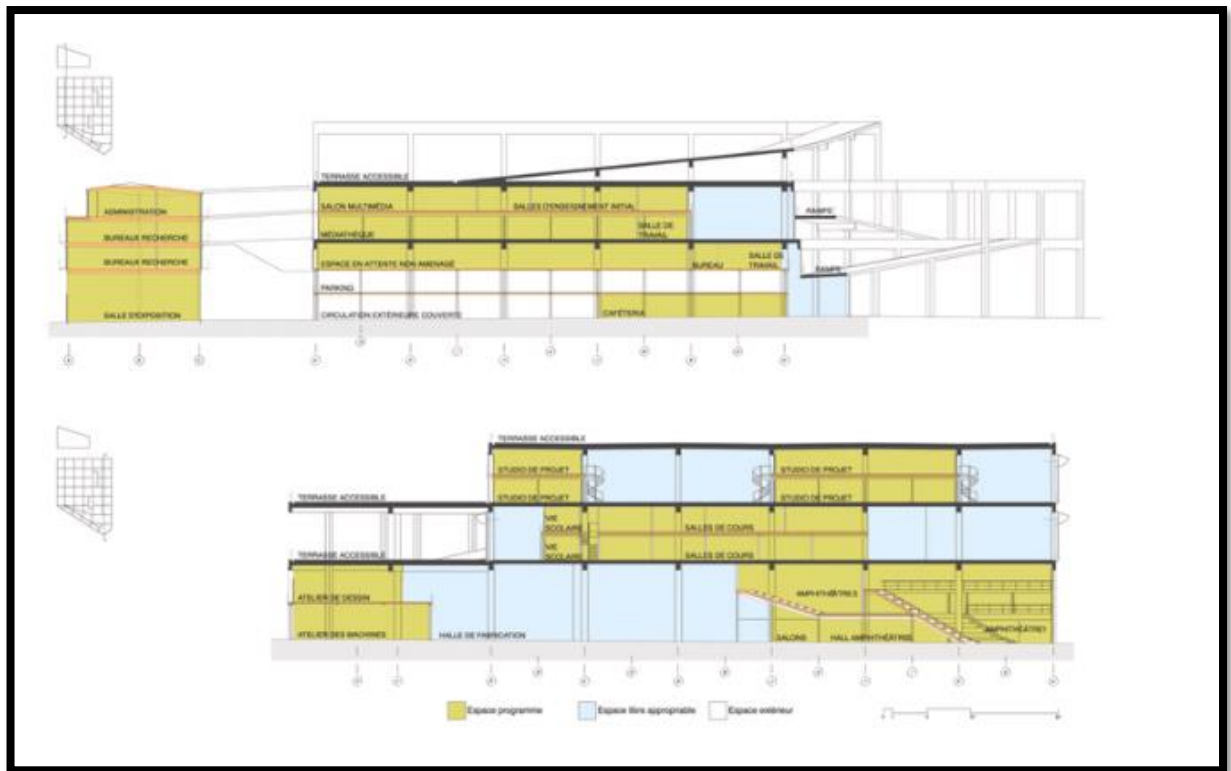 TERRASSE ACCESSIBLE
ADMINISTRATION
SALON MULTIMÉDIA
SALLES D'ENSEIGNEMENT INITIAL
RAMPE
BUREAUX RECHERCHE
MÉDIATHÈQUE
SALLE DE
TRAVAIL
BUREAUX RECHERCHE
ESPACE EN ATTENTE NON AMÉNAGÉ
BUREAU
SALLE DE
TRAVAIL
RAMPE
PARKING
SALLE D'EXPOSITION
CIRCULATION EXTÉRIEURE COUVERTE
CAFÉTERIA
TERRASSE ACCESSIBLE
STUDIO DE PROJET
STUDIO DE PROJET
TERRASSE ACCESSIBLE
STUDIO DE PROJET
STUDIO DE PROJET
VIE
SCOLAIRE
SALLES DE COURS
TERRASSE ACCESSIBLE
VIE
SCOLAIRE
SALLES DE COURS
ATELIER DE DESSIN
AMPHITHÉÂTRES
ATELIER DES MACHINES
HALLE DE FABRICATION
SALONS
HALL AMPHITHÉÂTRE
Espace programme
Espace libre appropriable
Espace extérieur